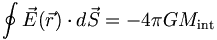 ∮ E⃗(r⃗) · dS⃗ = −4πGM_int